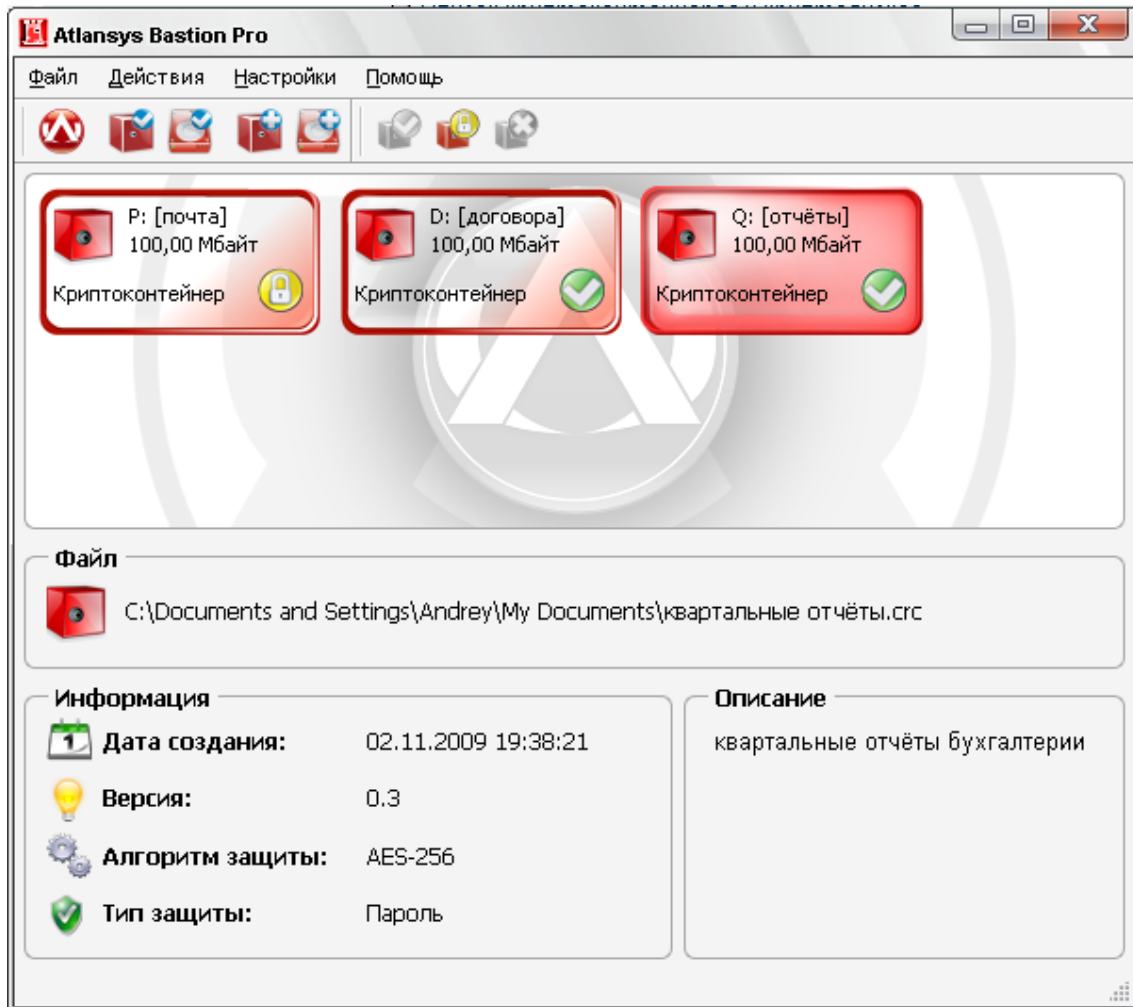 Atlansys Bastion Pro
Файл Действия Настройки Помощь
P: [почта]
100,00 Мбайт
Криптоконтейнер
D: [договора]
100,00 Мбайт
Криптоконтейнер
Q: [отчёты]
100,00 Мбайт
Криптоконтейнер
Файл
C:\Documents and Settings\Andrey\My Documents\квартальные отчёты.crc
Информация
Дата создания: 02.11.2009 19:38:21
Версия: 0.3
Алгоритм защиты: AES-256
Тип защиты: Пароль
Описание
квартальные отчёты бухгалтерии